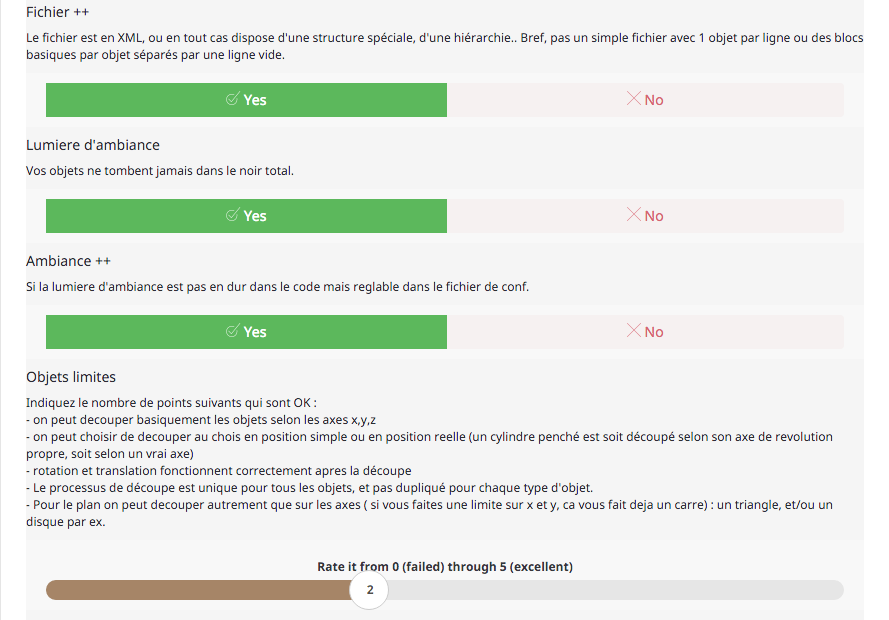 Fichier ++
Le fichier est en XML, ou en tout cas dispose d'une structure spéciale, d'une hiérarchie.. Bref, pas un simple fichier avec 1 objet par ligne ou des blocs
basiques par objet séparés par une ligne vide.
Yes No
Lumiere d'ambiance
Vos objets ne tombent jamais dans le noir total.
Yes No
Ambiance ++
Si la lumiere d'ambiance est pas en dur dans le code mais reglable dans le fichier de conf.
Yes No
Objets limites
Indiquez le nombre de points suivants qui sont OK :
- on peut decouper basiquement les objets selon les axes x,y,z
- on peut choisir de decouper au chois en position simple ou en position reelle (un cylindre penché est soit découpé selon son axe de revolution
propre, soit selon un vrai axe)
- rotation et translation fonctionnent correctement apres la découpe
- Le processus de découpe est unique pour tous les objets, et pas dupliqué pour chaque type d'objet.
- Pour le plan on peut decouper autrement que sur les axes ( si vous faites une limite sur x et y, ca vous fait deja un carre) : un triangle, et/ou un
disque par ex.
Rate it from 0 (failed) through 5 (excellent)
2